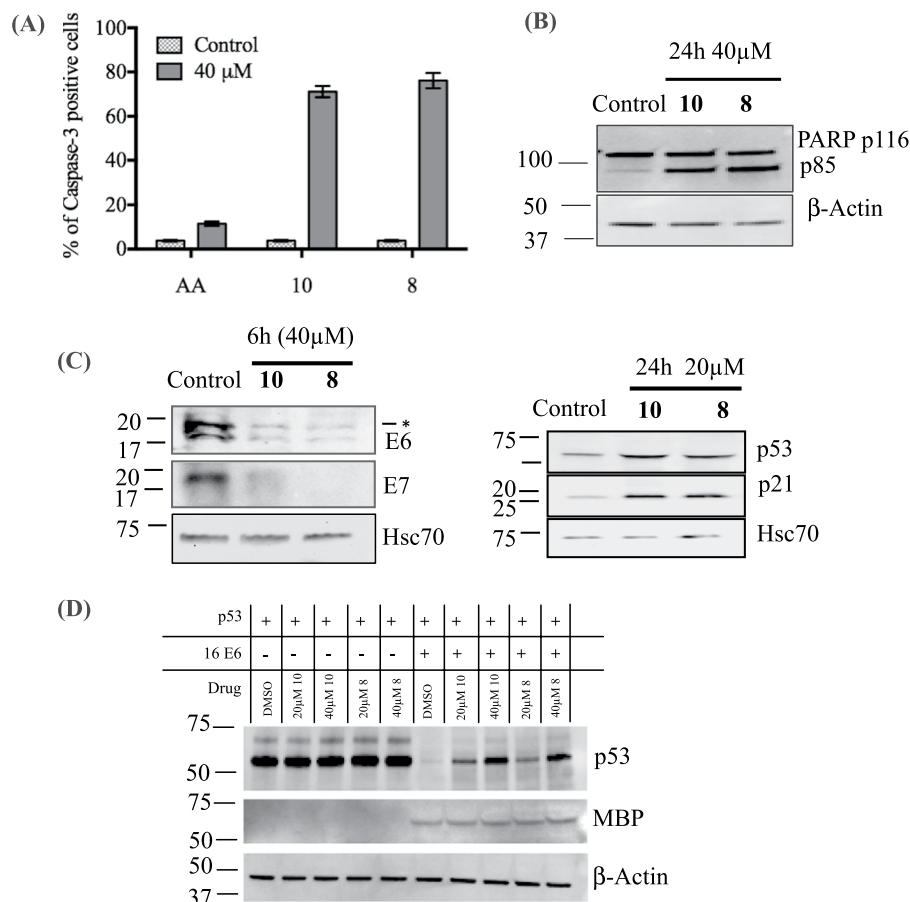 (A)
% of Caspase-3 positive cells
100
80
60
40
20
0
Control
40 µM
AA 10 8
(B)
24h 40µM
Control 10 8
100
50
37
PARP p116
p85
β-Actin
(C)
6h (40µM)
Control 10 8
20
17
20
17
75
*
E6
E7
Hsc70
24h 20µM
Control 10 8
75
20
25
75
p53
p21
Hsc70
(D)
p53 + + + + + + + + + +
16 E6 - - - - - + + + + +
Drug DMSO 20µM 10 40µM 10 20µM 8 40µM 8 DMSO 20µM 10 40µM 10 20µM 8 40µM 8
75
50
p53
75
50
MBP
50
37
β-Actin